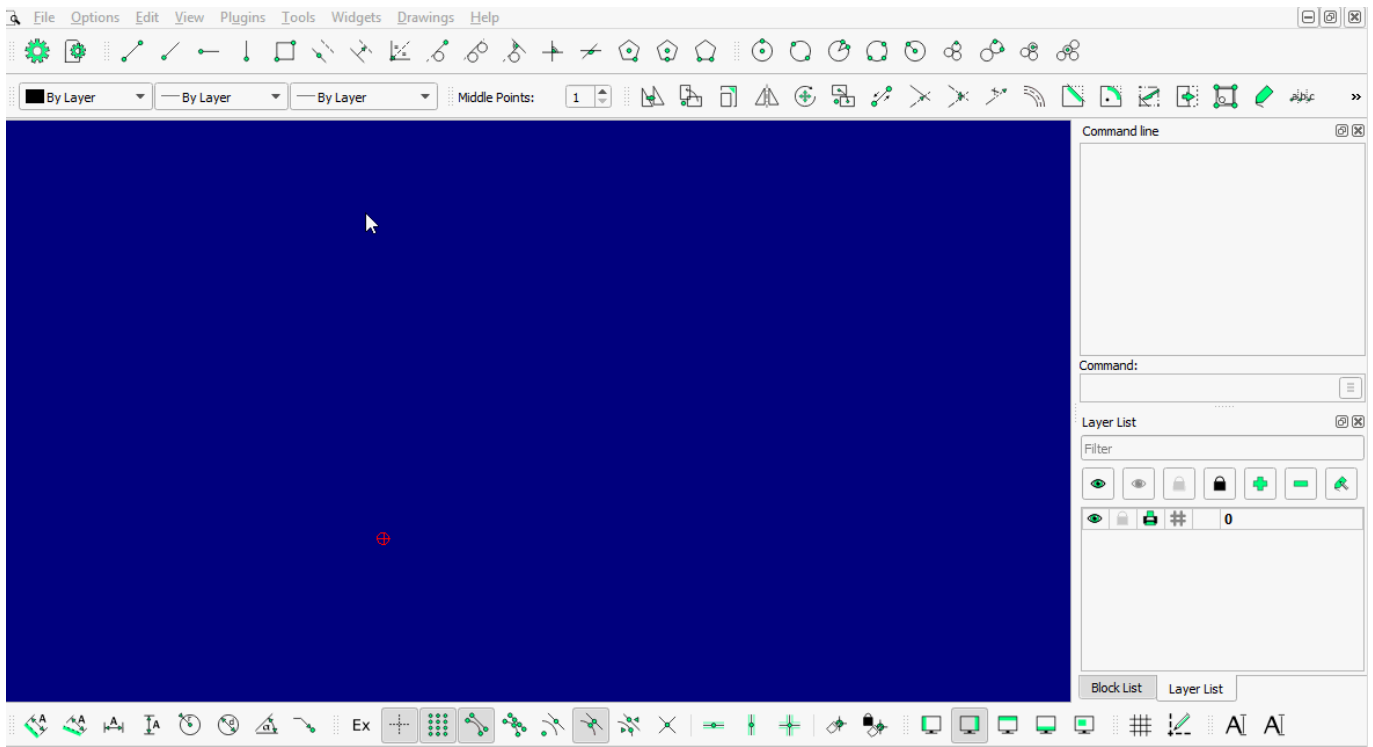 File Options Edit View Plugins Tools Widgets Drawings Help
By Layer By Layer By Layer Middle Points: 1 abc »
Command line
Command:
Layer List
Filter
0
Block List Layer List
Ex